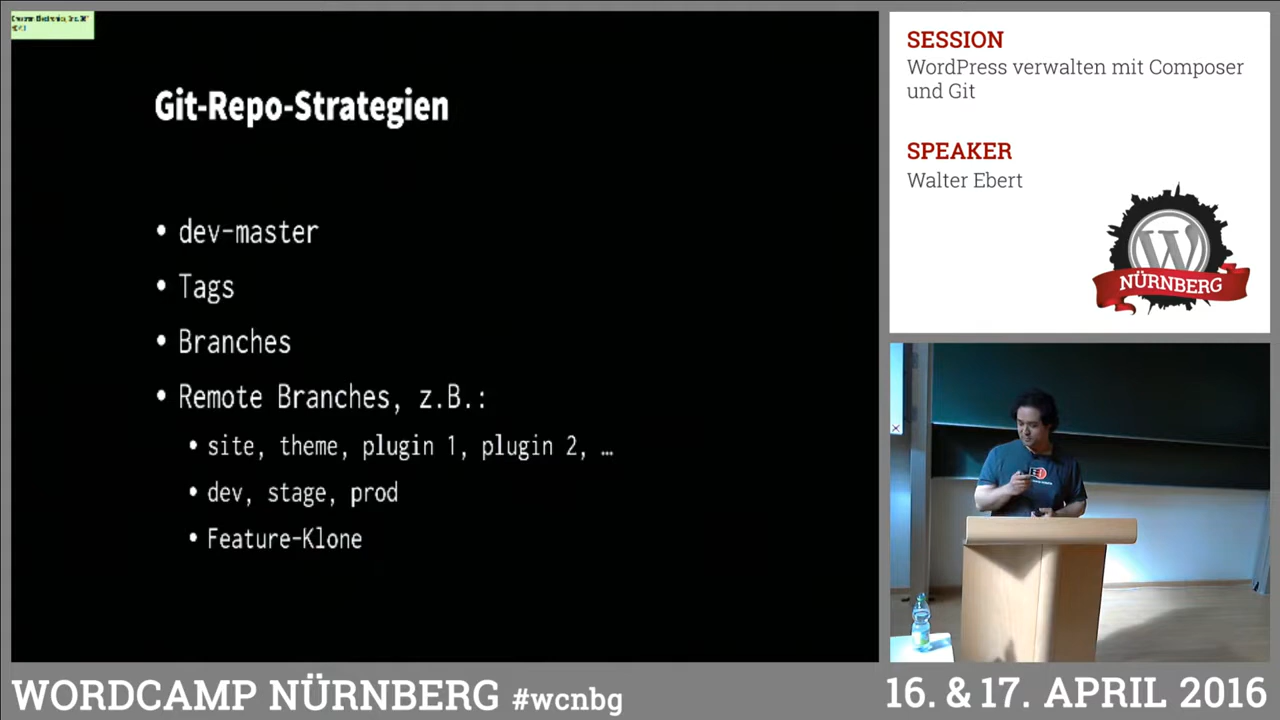 Git-Repo-Strategien
• dev-master
• Tags
• Branches
• Remote Branches, z.B.:
• site, theme, plugin 1, plugin 2, …
• dev, stage, prod
• Feature-Klone
SESSION
WordPress verwalten mit Composer
und Git
SPEAKER
Walter Ebert
W
NÜRNBERG
WORDCAMP NÜRNBERG #wcnbg
16. & 17. APRIL 2016